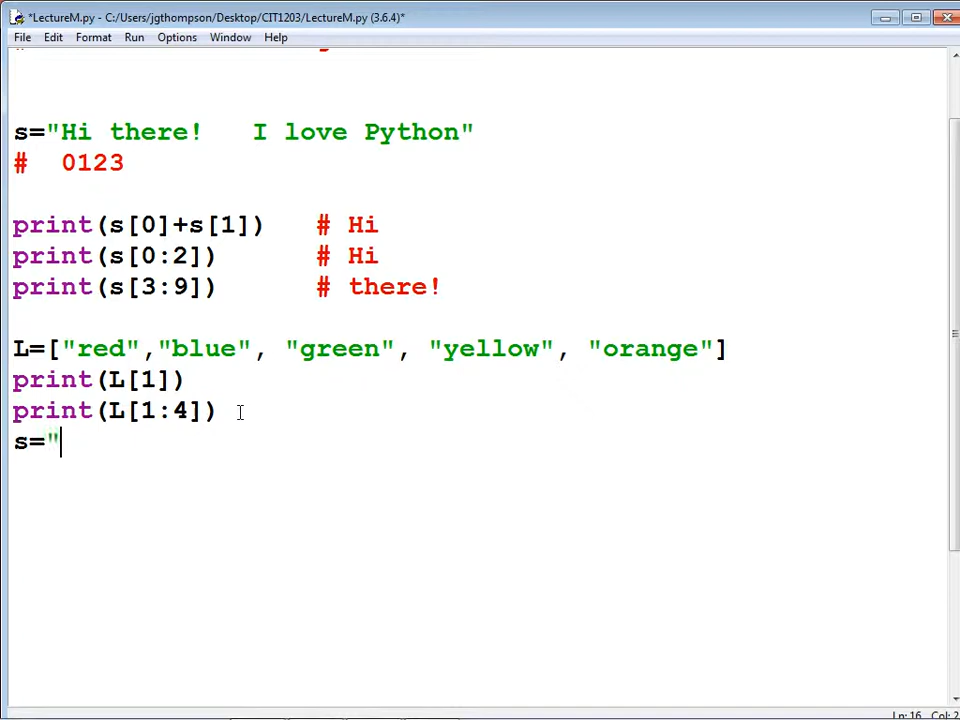 *LectureM.py - C:/Users/jgthompson/Desktop/CIT1203/LectureM.py (3.6.4)*
File Edit Format Run Options Window Help
s="Hi there!   I love Python"
#  0123
print(s[0]+s[1])   # Hi
print(s[0:2])      # Hi
print(s[3:9])      # there!
L=["red","blue", "green", "yellow", "orange"]
print(L[1])
print(L[1:4])
s="
Ln: 16 Col: 2